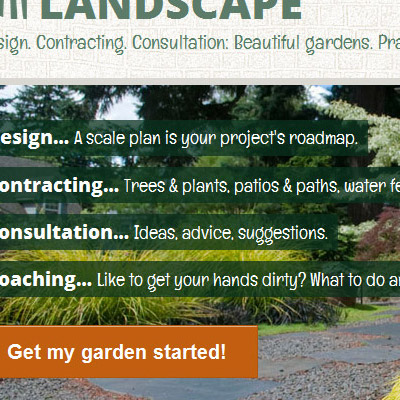 LANDSCAPE
sign. Contracting. Consultation: Beautiful gardens. Pra
esign... A scale plan is your project's roadmap.
ontracting... Trees & plants, patios & paths, water fe
onsultation... Ideas, advice, suggestions.
oaching... Like to get your hands dirty? What to do a
Get my garden started!